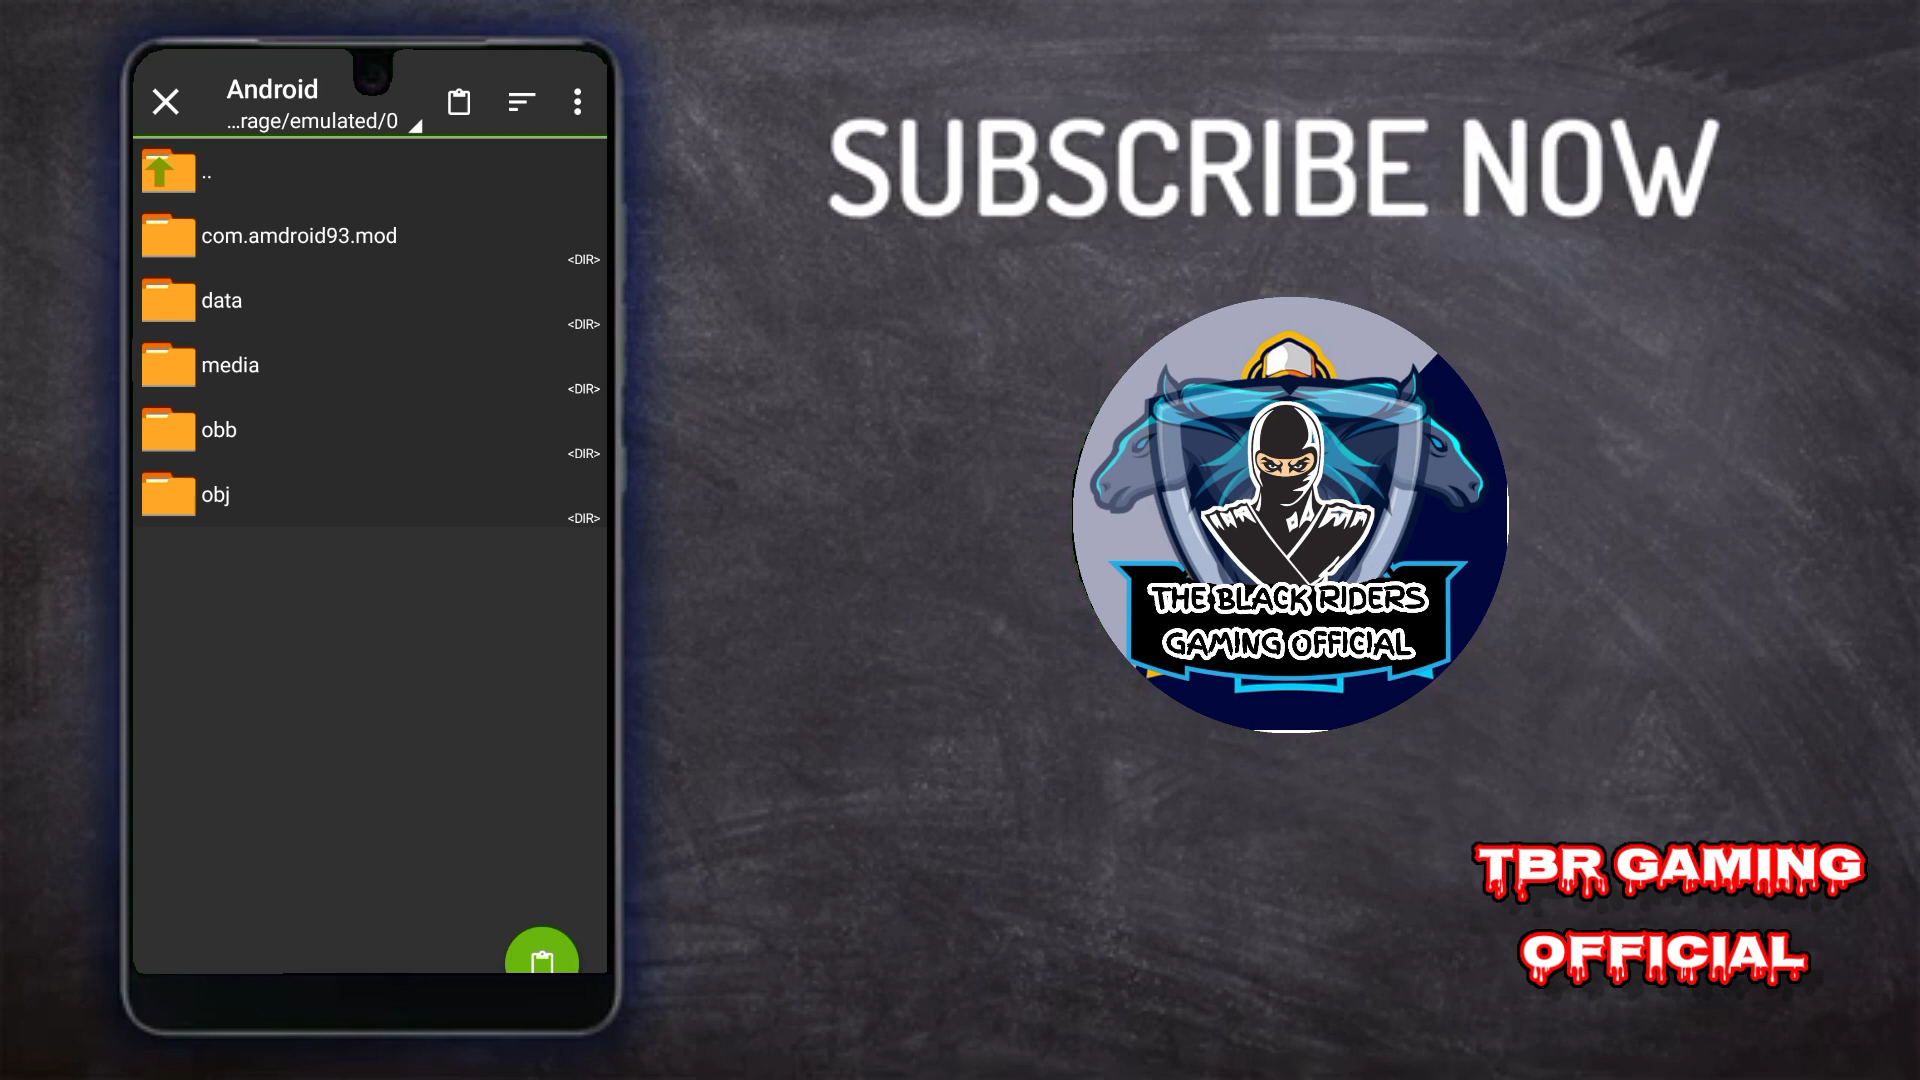 Android
...rage/emulated/0
..
com.amdroid93.mod
<DIR>
data
<DIR>
media
<DIR>
obb
<DIR>
obj
<DIR>
SUBSCRIBE NOW
THE BLACK RIDERS
GAMING OFFICIAL
TBR GAMING
OFFICIAL